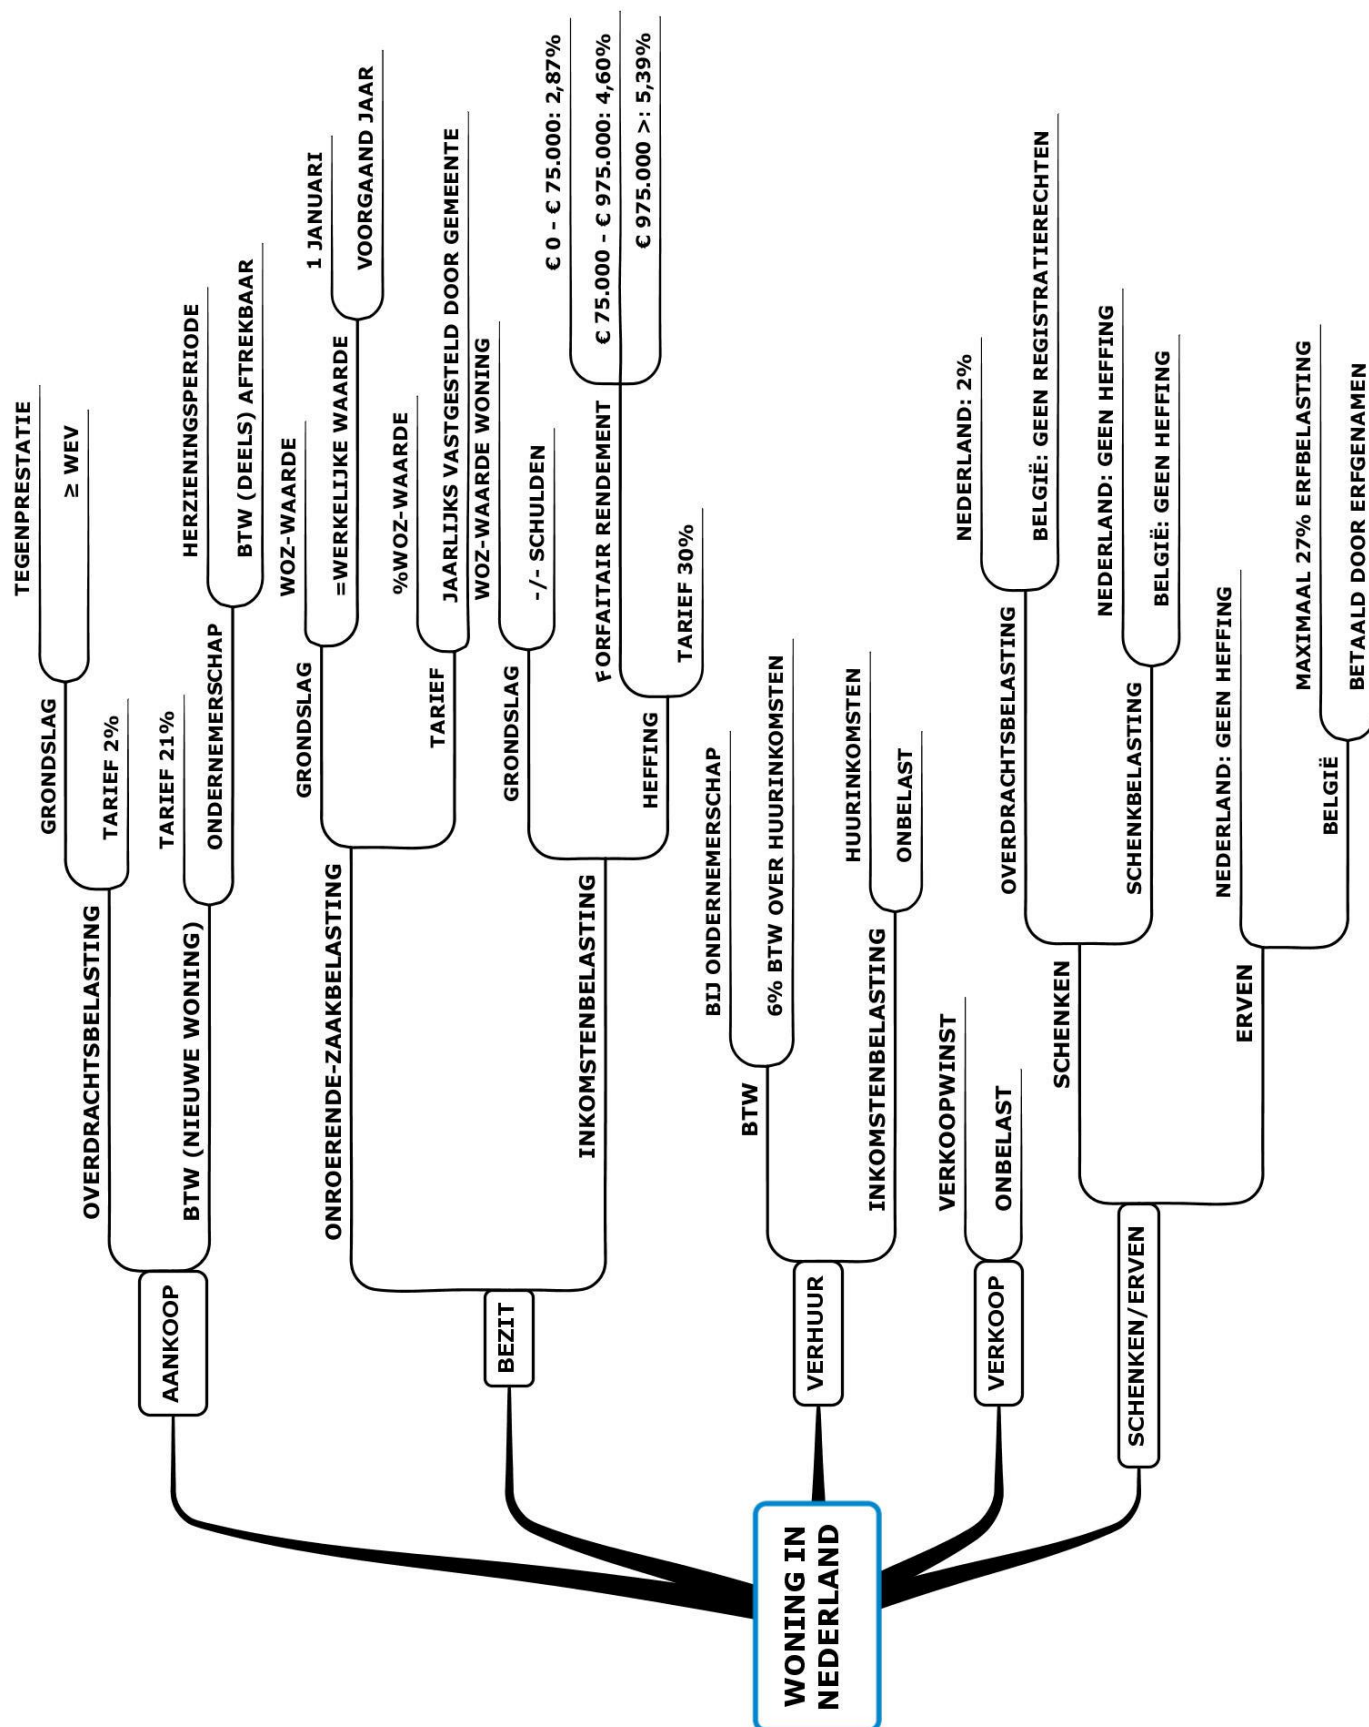 WONING IN
NEDERLAND
AANKOOP
OVERDRACHTSBELASTING
GRONDSLAG
TEGENPRESTATIE
≥ WEV
TARIEF 2%
BTW (NIEUWE WONING)
TARIEF 21%
ONDERNEMERSCHAP
HERZIENINGSPERIODE
BTW (DEELS) AFTREKBAAR
BEZIT
ONROERENDE-ZAAKBELASTING
GRONDSLAG
WOZ-WAARDE
=WERKELIJKE WAARDE
1 JANUARI
VOORGAAND JAAR
TARIEF
%WOZ-WAARDE
JAARLIJKS VASTGESTELD DOOR GEMEENTE
INKOMSTENBELASTING
GRONDSLAG
WOZ-WAARDE WONING
-/- SCHULDEN
HEFFING
FORFAITAIR RENDEMENT
€ 0 - € 75.000: 2,87%
€ 75.000 - € 975.000: 4,60%
€ 975.000 >: 5,39%
TARIEF 30%
VERHUUR
BTW
BIJ ONDERNEMERSCHAP
6% BTW OVER HUURINKOMSTEN
INKOMSTENBELASTING
HUURINKOMSTEN
ONBELAST
VERKOOP
VERKOOPWINST
ONBELAST
SCHENKEN/ERVEN
SCHENKEN
OVERDRACHTSBELASTING
NEDERLAND: 2%
BELGIË: GEEN REGISTRATIERECHTEN
SCHENKBELASTING
NEDERLAND: GEEN HEFFING
BELGIË: GEEN HEFFING
ERVEN
NEDERLAND: GEEN HEFFING
BELGIË
MAXIMAAL 27% ERFBELASTING
BETAALD DOOR ERFGENAMEN